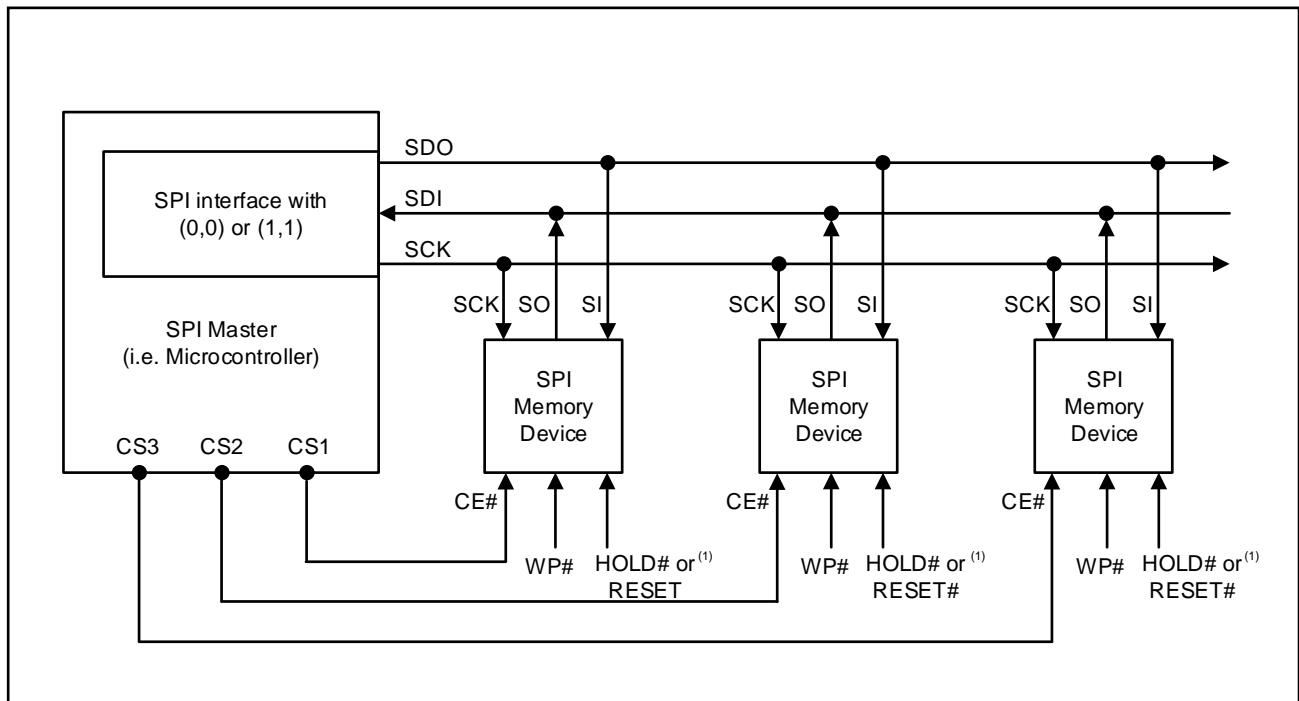 SDO
SDI
SCK
SPI interface with
(0,0) or (1,1)
SPI Master
(i.e. Microcontroller)
CS3
CS2
CS1
SCK
SO
SI
SPI
Memory
Device
CE#
WP#
HOLD# or (1)
RESET
SCK
SO
SI
SPI
Memory
Device
CE#
WP#
HOLD# or (1)
RESET#
SCK
SO
SI
SPI
Memory
Device
CE#
WP#
HOLD# or (1)
RESET#